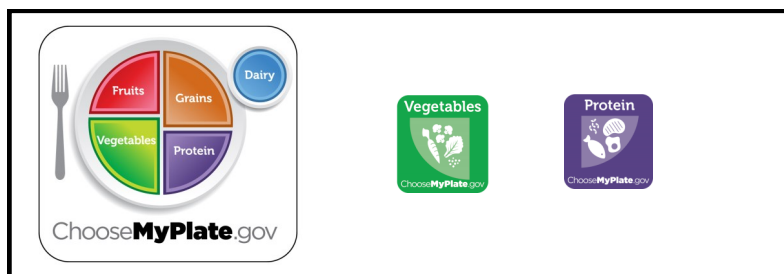 Dairy
Fruits
Grains
Vegetables
Protein
ChooseMyPlate.gov
Vegetables
ChooseMyPlate.gov
Protein
ChooseMyPlate.gov